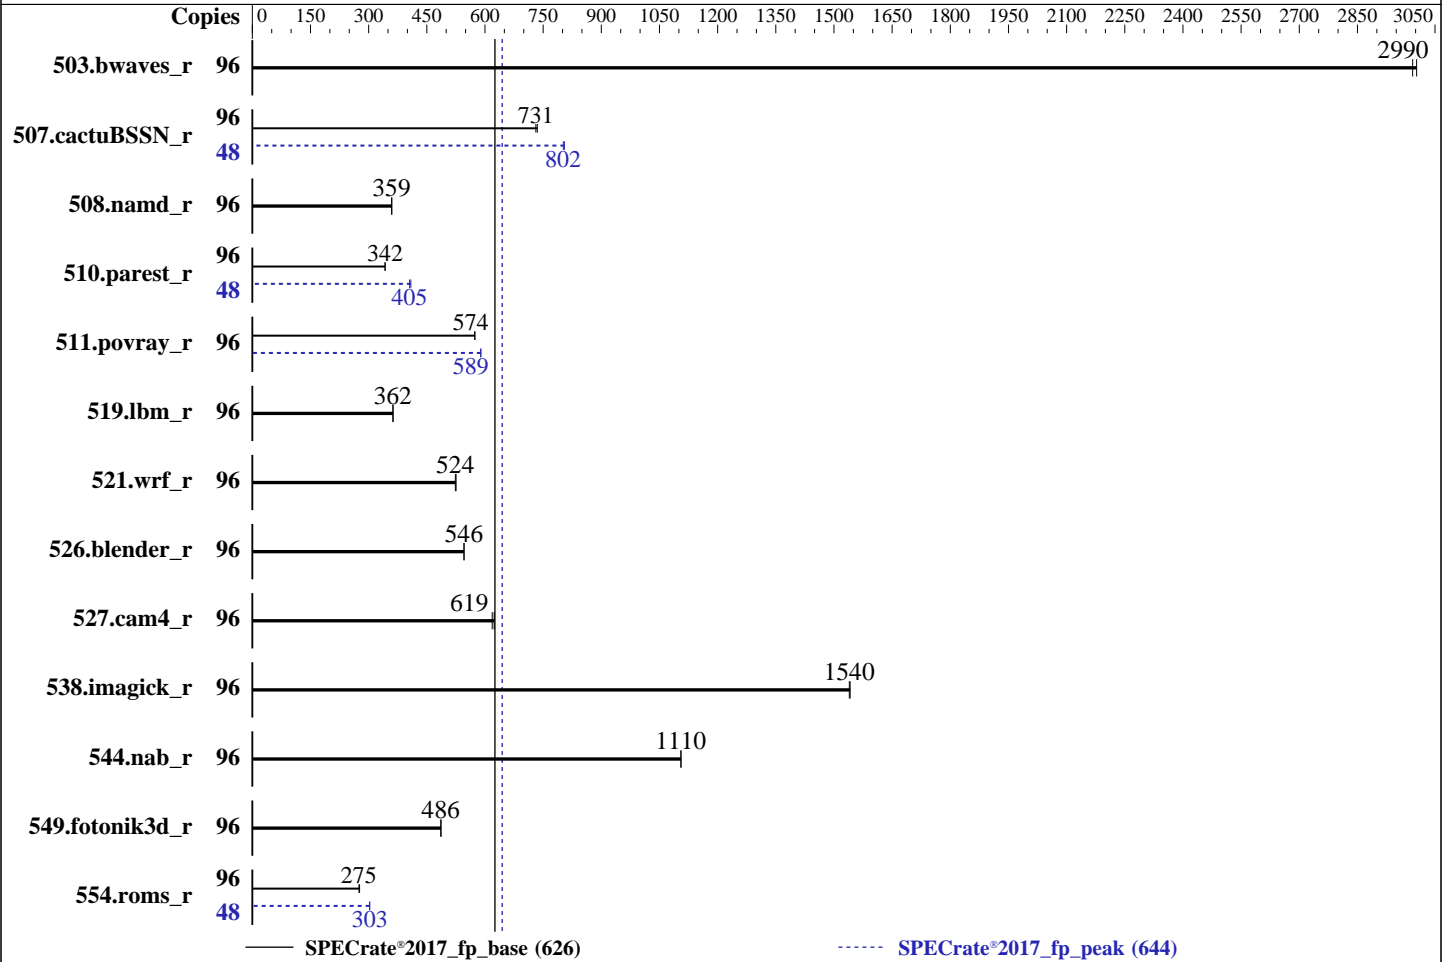 Copies 0 150 300 450 600 750 900 1050 1200 1350 1500 1650 1800 1950 2100 2250 2400 2550 2700 2850 3050
503.bwaves_r 96 2990
507.cactuBSSN_r 96 731
48 802
508.namd_r 96 359
510.parest_r 96 342
48 405
511.povray_r 96 574
589
519.lbm_r 96 362
521.wrf_r 96 524
526.blender_r 96 546
527.cam4_r 96 619
538.imagick_r 96 1540
544.nab_r 96 1110
549.fotonik3d_r 96 486
554.roms_r 96 275
48 303
SPECrate®2017_fp_base (626) SPECrate®2017_fp_peak (644)